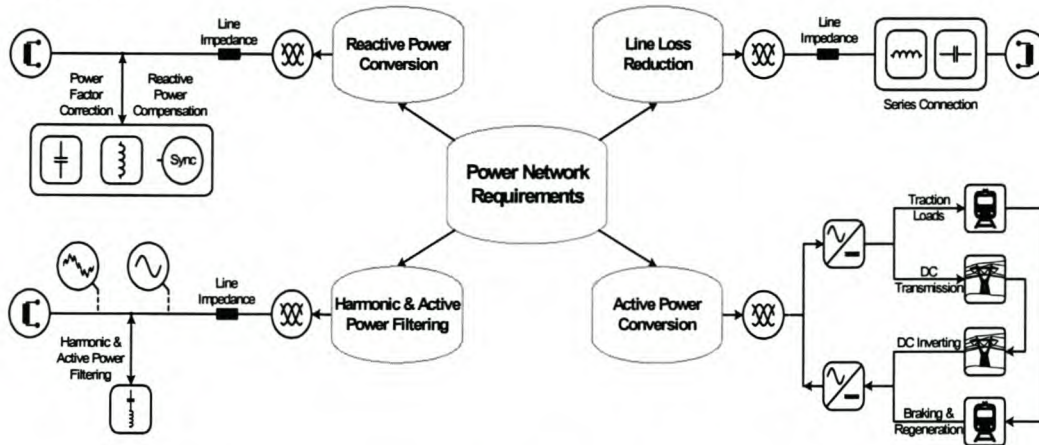 Line
Impedance
Reactive Power
Conversion
Power
Factor
Correction
Reactive
Power
Compensation
Sync
Line Loss
Reduction
Line
Impedance
Series Connection
Power Network
Requirements
Line
Impedance
Harmonic & Active
Power Filtering
Harmonic &
Active Power
Filtering
Active Power
Conversion
Traction
Loads
DC
Transmission
DC Inverting
Braking &
Regeneration